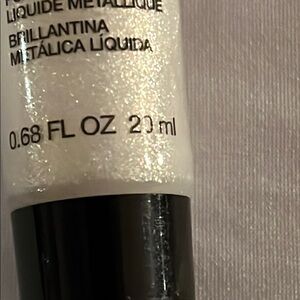 LIQUIDE MÉTALLIQUE
BRILLANTINA
METÁLICA LÍQUIDA
0.68 FL OZ 20 ml